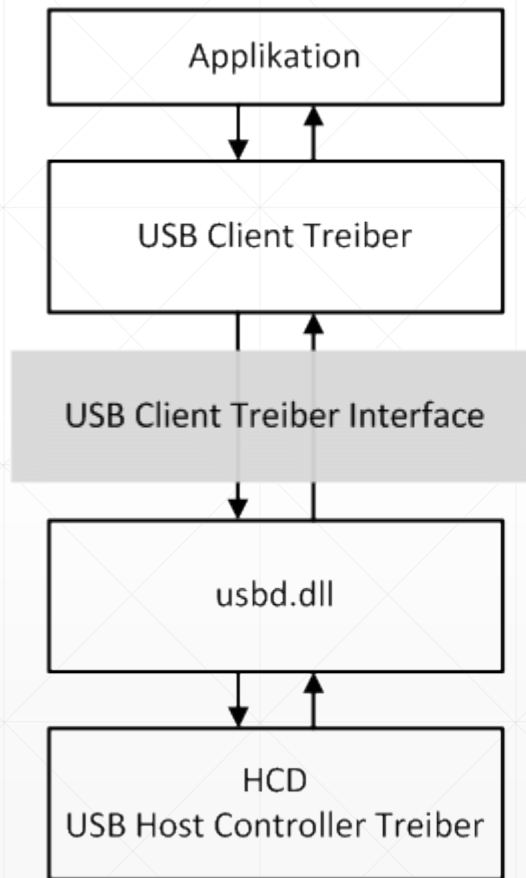 Applikation
USB Client Treiber
USB Client Treiber Interface
usbd.dll
HCD
USB Host Controller Treiber